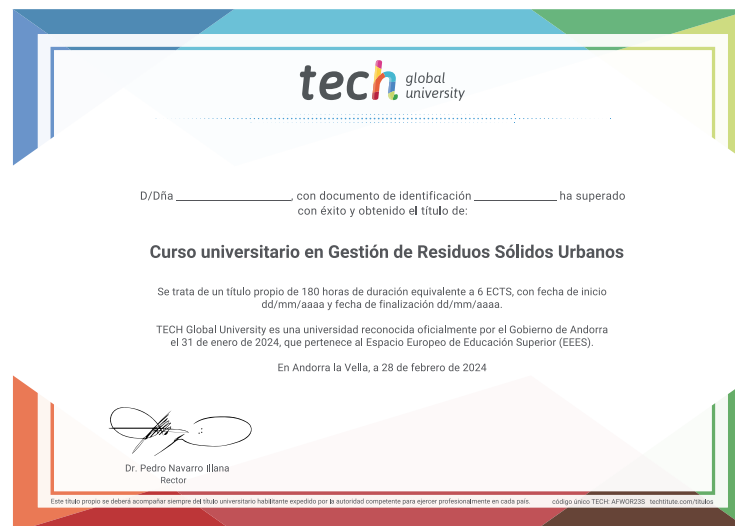 tech global university
D/Dña ____________________, con documento de identificación ______________ ha superado
con éxito y obtenido el título de:
Curso universitario en Gestión de Residuos Sólidos Urbanos
Se trata de un título propio de 180 horas de duración equivalente a 6 ECTS, con fecha de inicio
dd/mm/aaaa y fecha de finalización dd/mm/aaaa.
TECH Global University es una universidad reconocida oficialmente por el Gobierno de Andorra
el 31 de enero de 2024, que pertenece al Espacio Europeo de Educación Superior (EEES).
En Andorra la Vella, a 28 de febrero de 2024
Dr. Pedro Navarro Illana
Rector
Este título propio se deberá acompañar siempre del título universitario habilitante expedido por la autoridad competente para ejercer profesionalmente en cada país. código único TECH: AFWOR23S techtitute.com/titulos